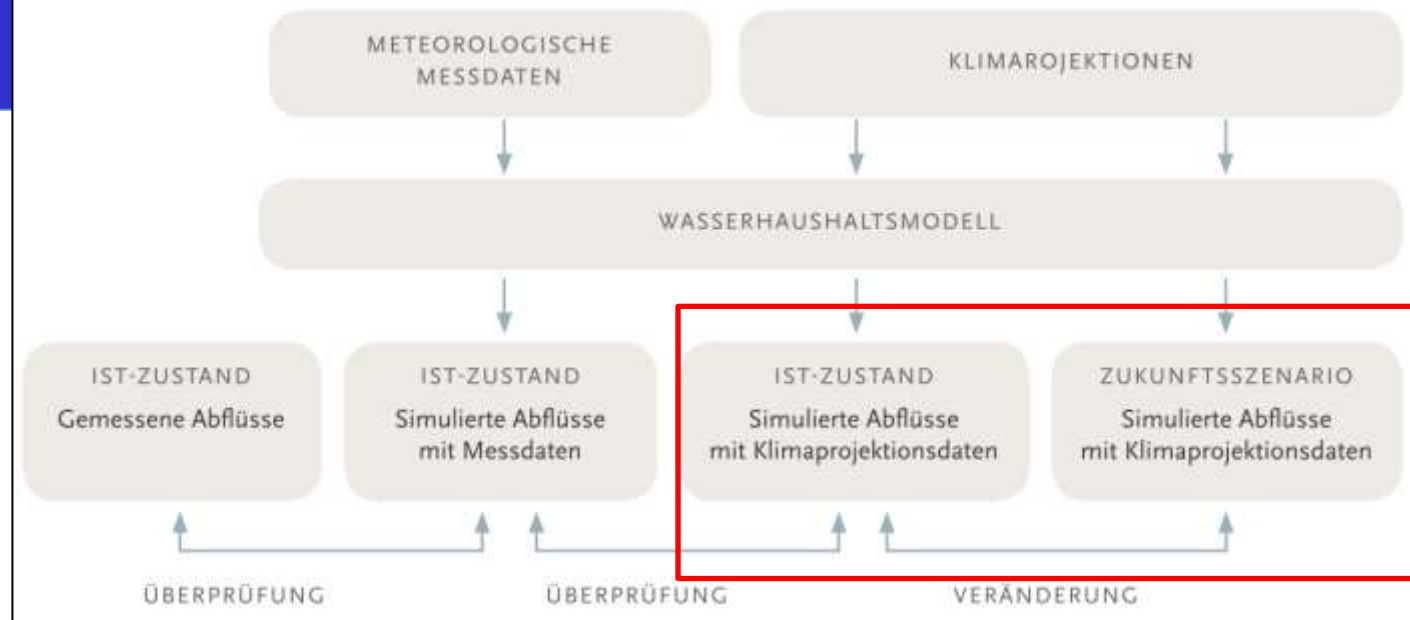 METEOROLOGISCHE
MESSDATEN
KLIMAROJEKTIONEN
WASSERHAUSHALTSMODELL
IST-ZUSTAND
Gemessene Abflüsse
IST-ZUSTAND
Simulierte Abflüsse
mit Messdaten
IST-ZUSTAND
Simulierte Abflüsse
mit Klimaprojektionsdaten
ZUKUNFTSSZENARIO
Simulierte Abflüsse
mit Klimaprojektionsdaten
ÜBERPRÜFUNG
ÜBERPRÜFUNG
VERÄNDERUNG